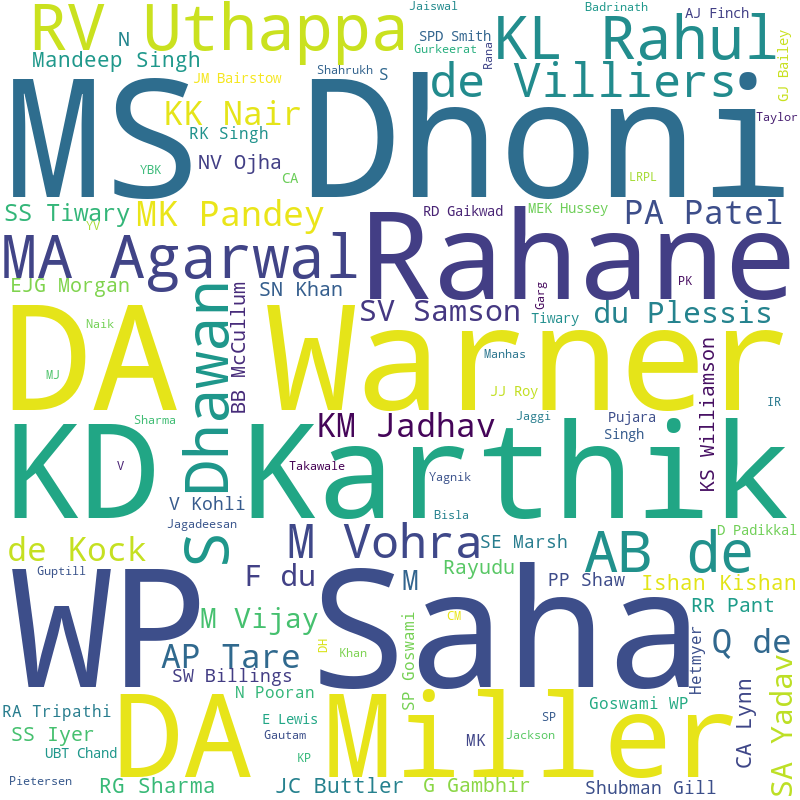 RV Uthappa
N
Jaiswal
SPD Smith
Gurkeerat
Badrinath
AJ Finch
KL Rahul
Rana
GJ Bailey
Mandeep Singh
JM Bairstow
Shahrukh
S
de Villiers
MS Dhoni
KK Nair
RK Singh
NV Ojha
YBK
CA
Taylor
LRPL
SS Tiwary
YV
MK Pandey
RD Gaikwad
MEK Hussey
PA Patel
MA Agarwal
Rahane
EJG Morgan
SN Khan
Garg
PK
SV Samson
Tiwary
du Plessis
DA Warner
Naik
Dhawan
BB McCullum
Manhas
KS Williamson
MJ
JJ Roy
IR
Sharma
KM Jadhav
Jaggi
Pujara
Singh
KD Karthik
V
Takawale
Yagnik
V Kohli
Bisla
Jagadeesan
D Padikkal
de Kock
S
M Vohra
SE Marsh
AB de
Guptill
F du
M
Rayudu
PP Shaw
Ishan Kishan
WP Saha
RR Pant
M Vijay
SP Goswami
CM
Hetmyer
Q de
AP Tare
DH
Khan
SW Billings
N Pooran
SA Yadav
CA Lynn
RA Tripathi
DA Miller
E Lewis
SP
Goswami WP
SS Iyer
Gautam
MK
Jackson
UBT Chand
KP
Pietersen
RG Sharma
JC Buttler
G Gambhir
Shubman Gill